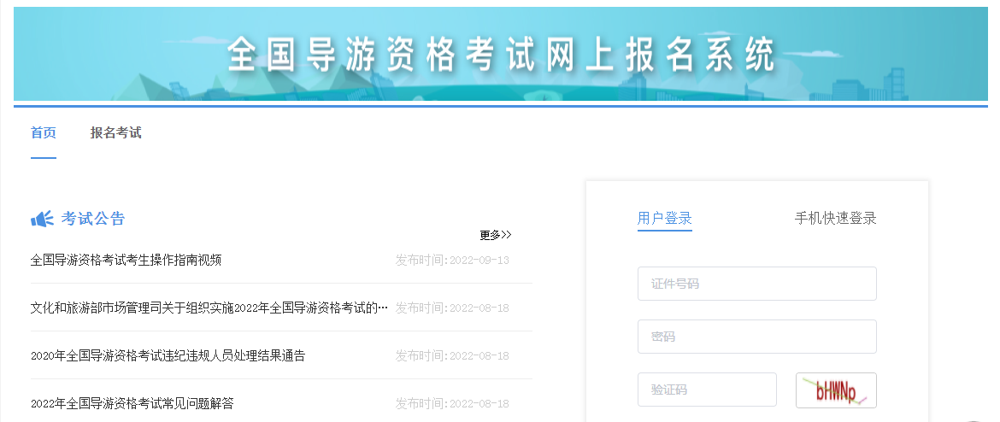 全国导游资格考试网上报名系统
首页 报名考试
考试公告
更多>>
全国导游资格考试考生操作指南视频 发布时间:2022-09-13
文化和旅游部市场管理司关于组织实施2022年全国导游资格考试的… 发布时间:2022-08-18
2020年全国导游资格考试违纪违规人员处理结果通告 发布时间:2022-08-18
2022年全国导游资格考试常见问题解答 发布时间:2022-08-18
用户登录 手机快速登录
证件号码
密码
验证码 bHWNp